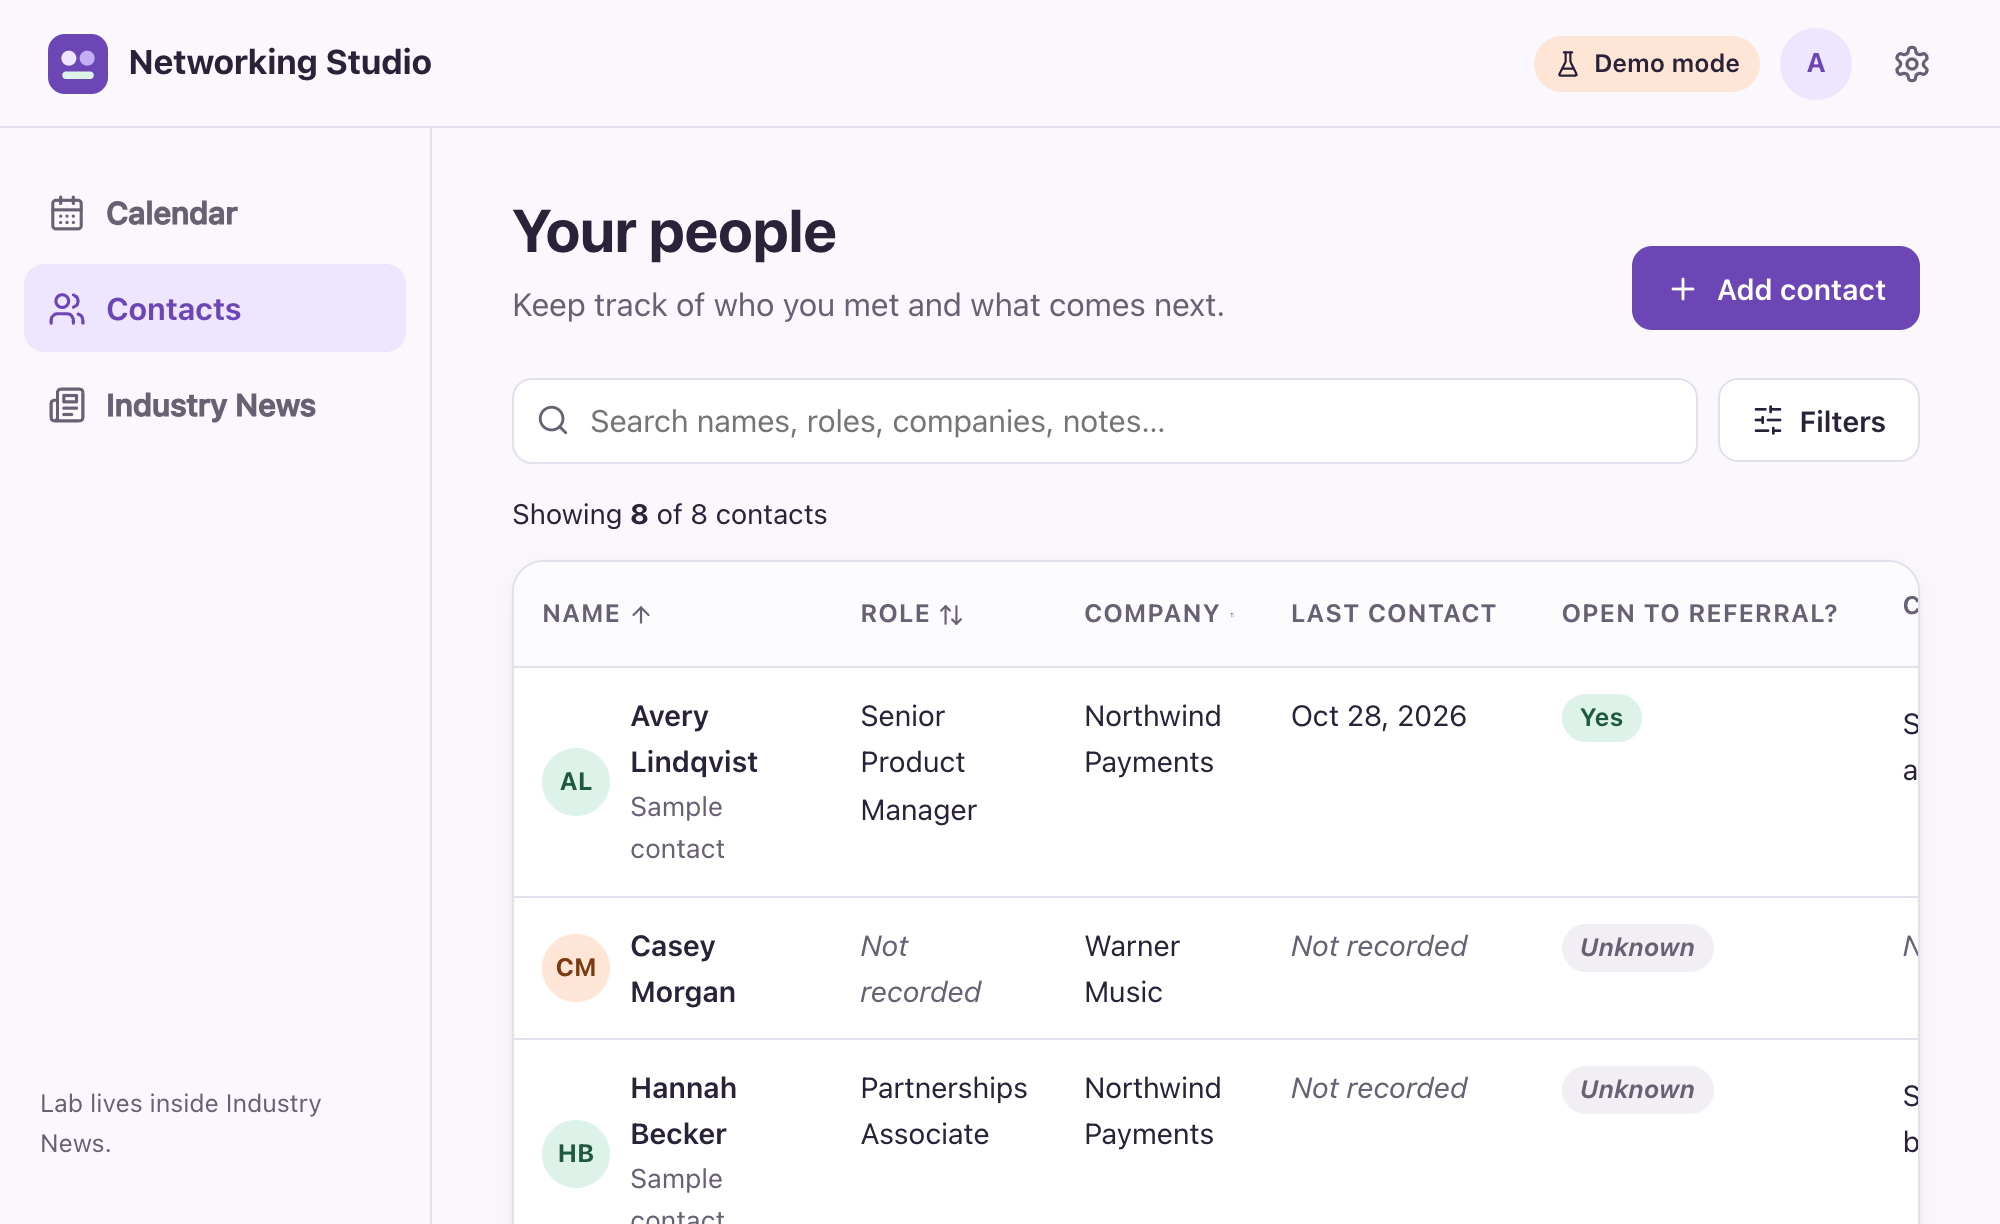 Networking Studio
Demo mode
A
Calendar
Contacts
Industry News
Lab lives inside Industry
News.
Your people
Keep track of who you met and what comes next.
Add contact
Search names, roles, companies, notes...
Filters
Showing 8 of 8 contacts
NAME ROLE COMPANY LAST CONTACT OPEN TO REFERRAL?
AL
Avery
Lindqvist
Sample
contact
Senior
Product
Manager
Northwind
Payments
Oct 28, 2026
Yes
CM
Casey
Morgan
Not
recorded
Warner
Music
Not recorded
Unknown
HB
Hannah
Becker
Sample
contact
Partnerships
Associate
Northwind
Payments
Not recorded
Unknown